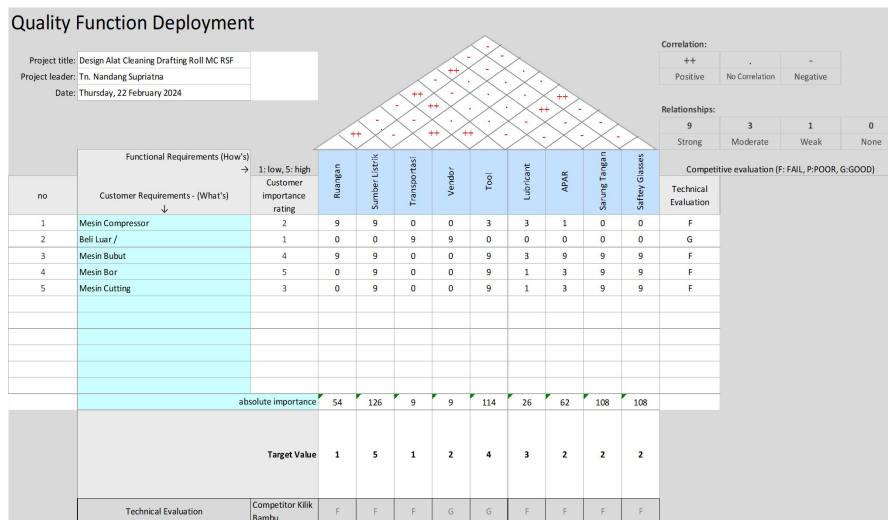 Quality Function Deployment
Project title: Design Alat Cleaning Drafting Roll MC RSF
Project leader: Tn. Nandang Supriatna
Date: Thursday, 22 February 2024
Correlation:
++ . -
Positive No Correlation Negative
Relationships:
9 3 1 0
Strong Moderate Weak None
Functional Requirements (How's)
→
1: low, 5: high
Customer importance rating
no
Customer Requirements - (What's)
↓
Ruangan
Sumber Listrik
Transportasi
Vendor
Tool
Lubricant
APAR
Sarung Tangan
Saftey Glasses
Competitive evaluation (F: FAIL, P:POOR, G:GOOD)
Technical
Evaluation
1 Mesin Compressor 2 9 9 0 0 3 3 1 0 0 F
2 Beli Luar / 1 0 0 9 9 0 0 0 0 0 G
3 Mesin Bubut 4 9 9 0 0 9 3 9 9 9 F
4 Mesin Bor 5 0 9 0 0 9 1 3 9 9 F
5 Mesin Cutting 3 0 9 0 0 9 1 3 9 9 F
absolute importance 54 126 9 9 114 26 62 108 108
Target Value 1 5 1 2 4 3 2 2 2
Technical Evaluation
Competitor Kilik
Bambu
F F F G G F F F F